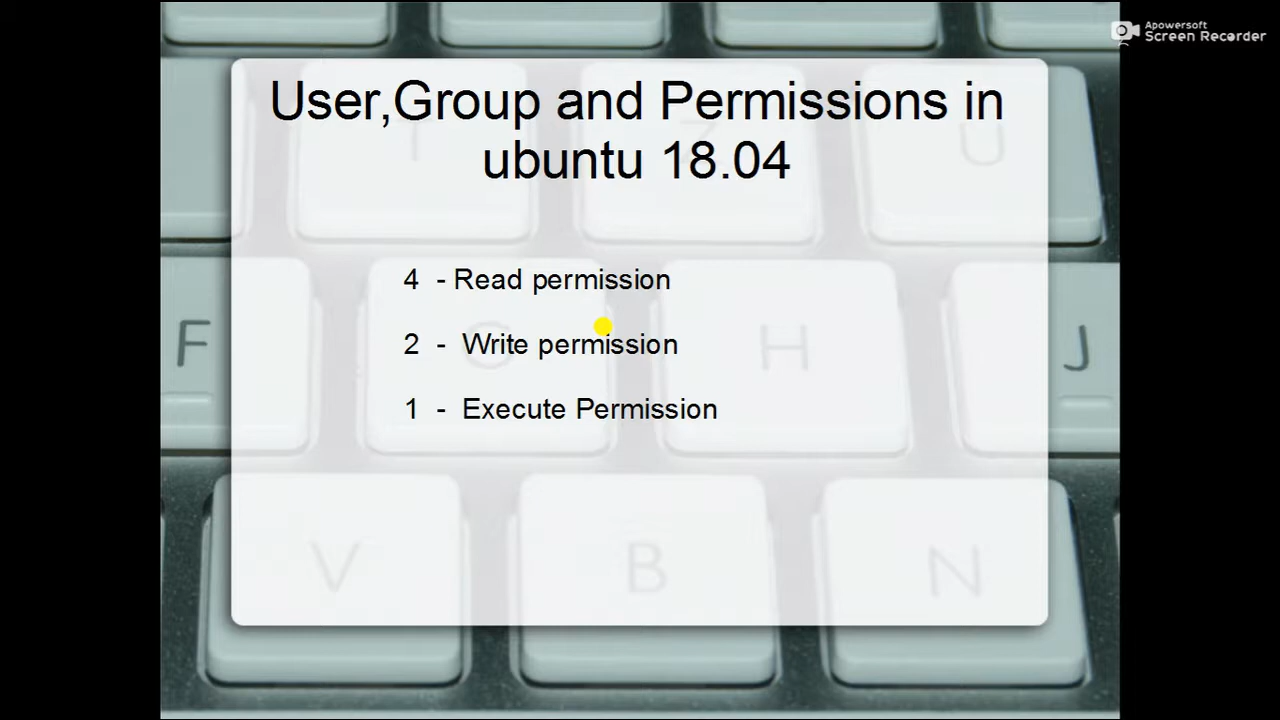 Apowersoft
Screen Recorder
User,Group and Permissions in
ubuntu 18.04
T
Z
U
4 - Read permission
2 - Write permission
1 - Execute Permission
F
G
H
J
V
B
N